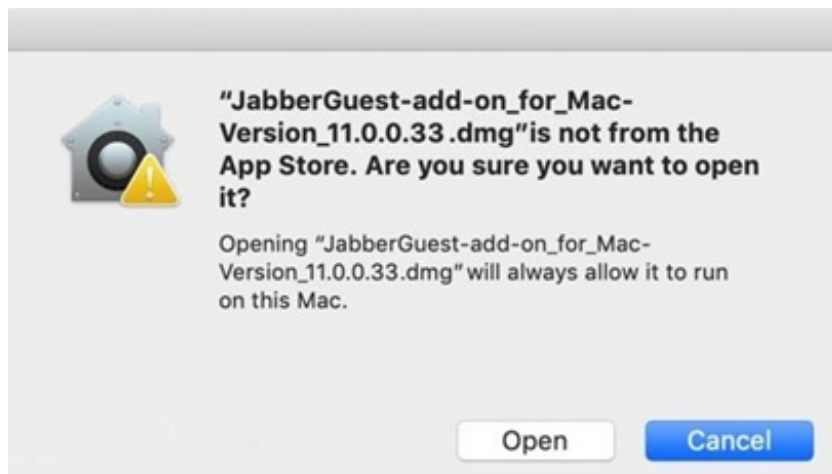 “JabberGuest-add-on_for_Mac-
Version_11.0.0.33.dmg”is not from the
App Store. Are you sure you want to open
it?
Opening “JabberGuest-add-on_for_Mac-
Version_11.0.0.33.dmg” will always allow it to run
on this Mac.
Open
Cancel